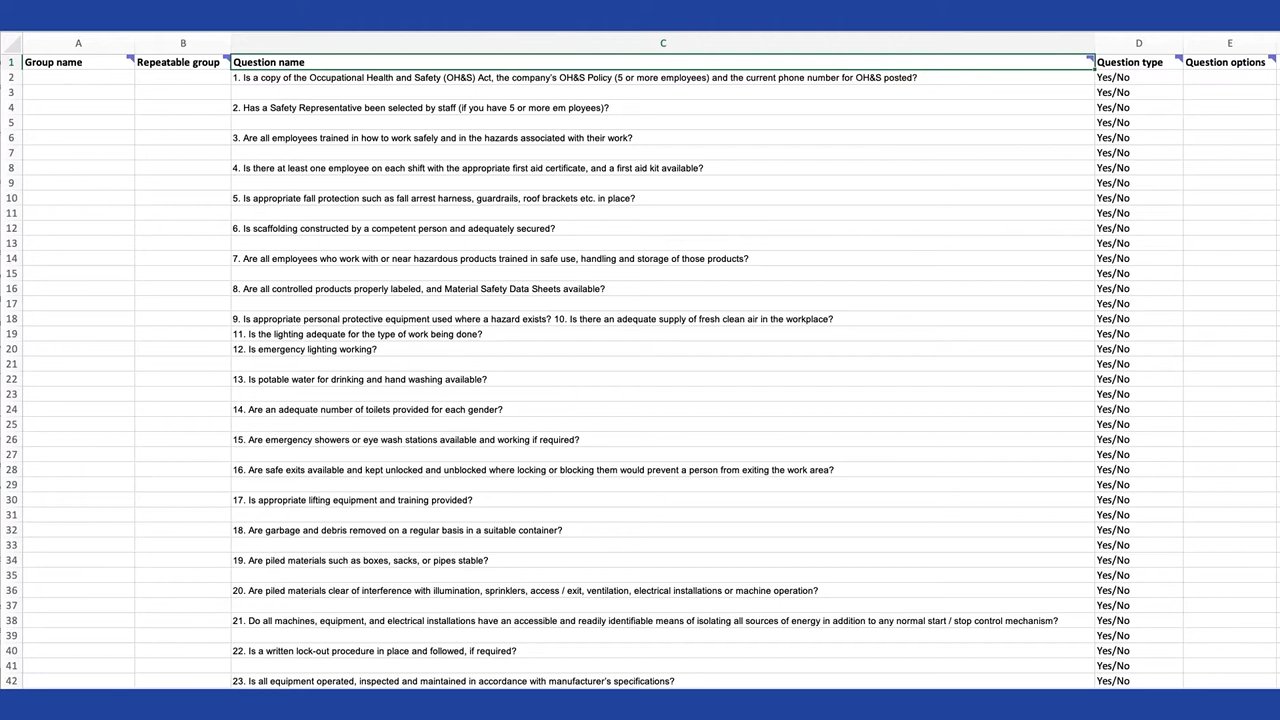 A B C D E
1 Group name Repeatable group Question name Question type Question options
2 1. Is a copy of the Occupational Health and Safety (OH&S) Act, the company's OH&S Policy (5 or more employees) and the current phone number for OH&S posted? Yes/No
3 Yes/No
4 2. Has a Safety Representative been selected by staff (if you have 5 or more em ployees)? Yes/No
5 Yes/No
6 3. Are all employees trained in how to work safely and in the hazards associated with their work? Yes/No
7 Yes/No
8 4. Is there at least one employee on each shift with the appropriate first aid certificate, and a first aid kit available? Yes/No
9 Yes/No
10 5. Is appropriate fall protection such as fall arrest harness, guardrails, roof brackets etc. in place? Yes/No
11 Yes/No
12 6. Is scaffolding constructed by a competent person and adequately secured? Yes/No
13 Yes/No
14 7. Are all employees who work with or near hazardous products trained in safe use, handling and storage of those products? Yes/No
15 Yes/No
16 8. Are all controlled products properly labeled, and Material Safety Data Sheets available? Yes/No
17 Yes/No
18 9. Is appropriate personal protective equipment used where a hazard exists? 10. Is there an adequate supply of fresh clean air in the workplace? Yes/No
19 11. Is the lighting adequate for the type of work being done? Yes/No
20 12. Is emergency lighting working? Yes/No
21 Yes/No
22 13. Is potable water for drinking and hand washing available? Yes/No
23 Yes/No
24 14. Are an adequate number of toilets provided for each gender? Yes/No
25 Yes/No
26 15. Are emergency showers or eye wash stations available and working if required? Yes/No
27 Yes/No
28 16. Are safe exits available and kept unlocked and unblocked where locking or blocking them would prevent a person from exiting the work area? Yes/No
29 Yes/No
30 17. Is appropriate lifting equipment and training provided? Yes/No
31 Yes/No
32 18. Are garbage and debris removed on a regular basis in a suitable container? Yes/No
33 Yes/No
34 19. Are piled materials such as boxes, sacks, or pipes stable? Yes/No
35 Yes/No
36 20. Are piled materials clear of interference with illumination, sprinklers, access / exit, ventilation, electrical installations or machine operation? Yes/No
37 Yes/No
38 21. Do all machines, equipment, and electrical installations have an accessible and readily identifiable means of isolating all sources of energy in addition to any normal start / stop control mechanism? Yes/No
39 Yes/No
40 22. Is a written lock-out procedure in place and followed, if required? Yes/No
41 Yes/No
42 23. Is all equipment operated, inspected and maintained in accordance with manufacturer's specifications? Yes/No